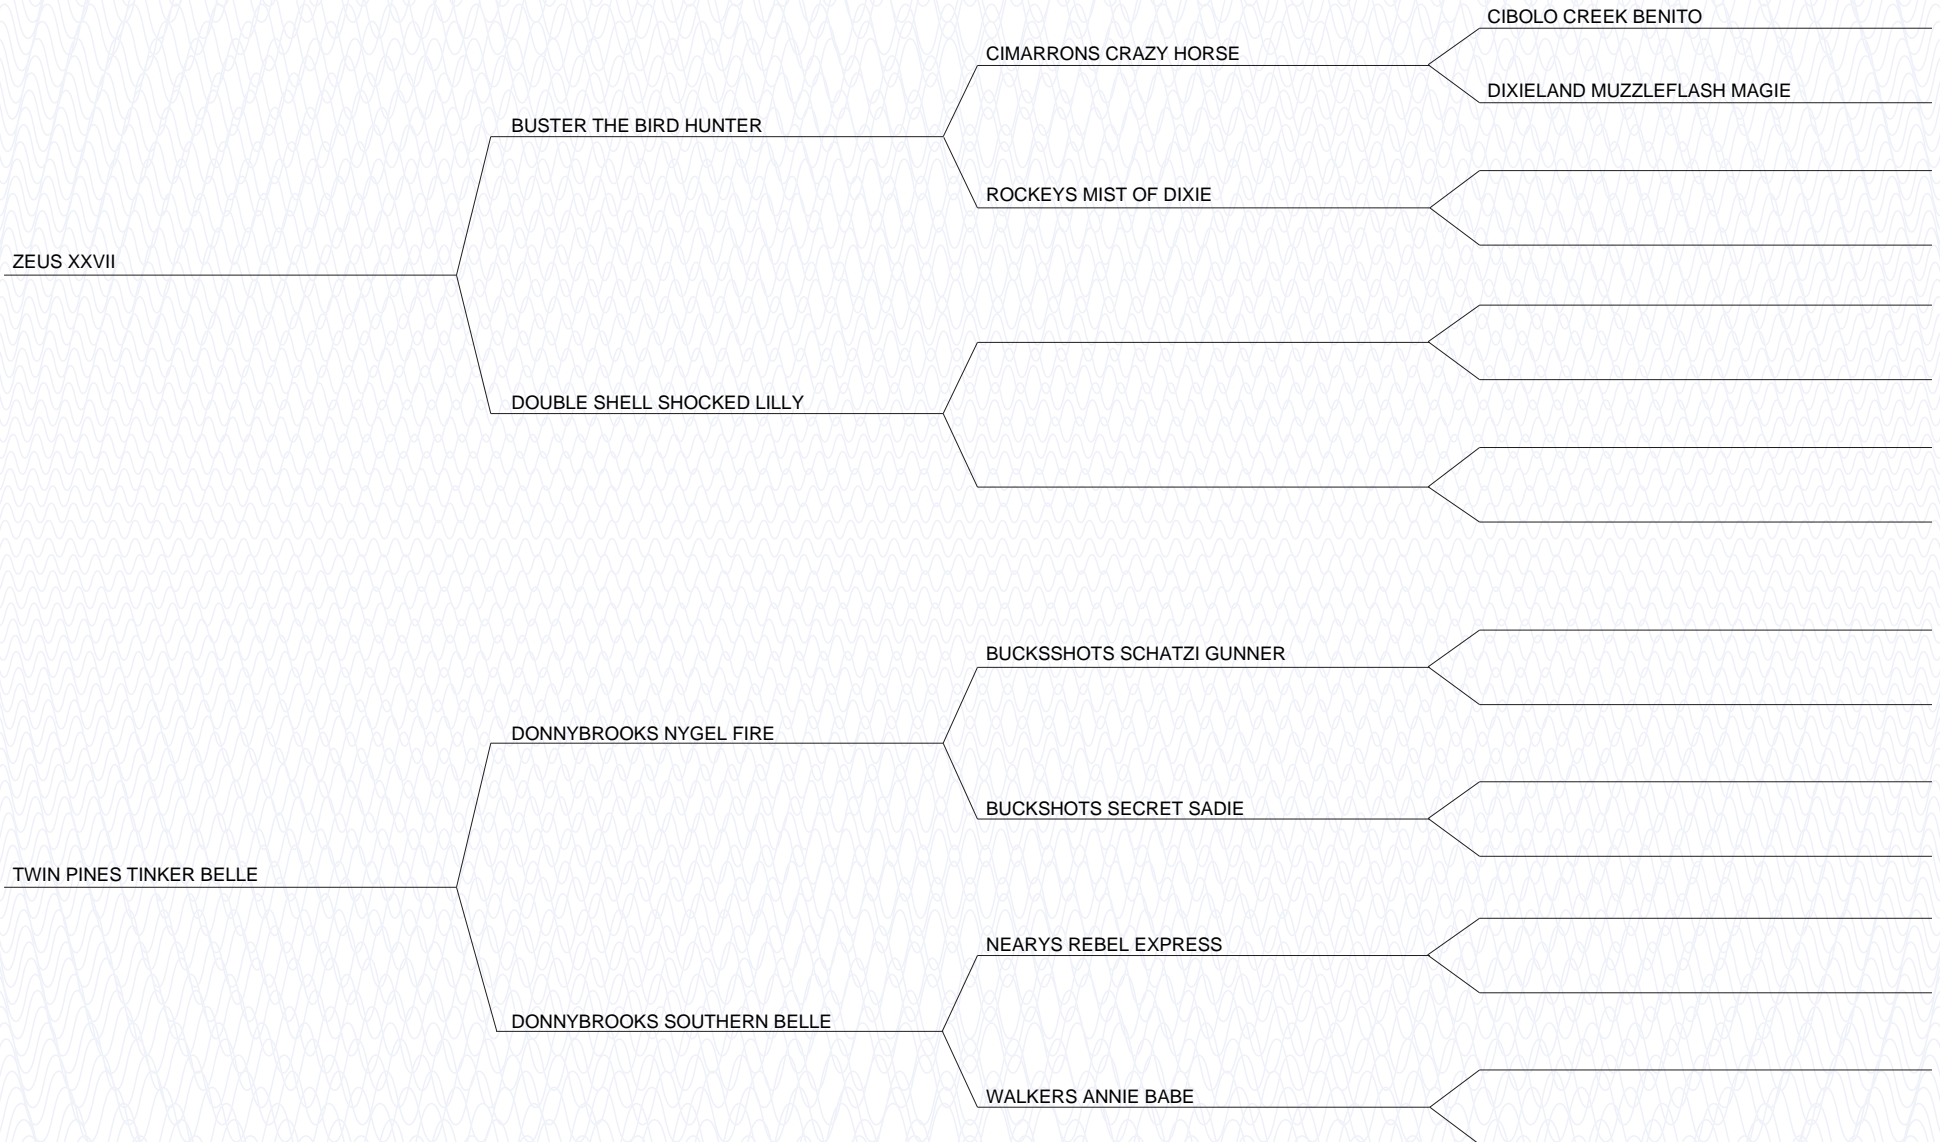 CIBOLO CREEK BENITO
CIMARRONS CRAZY HORSE
DIXIELAND MUZZLEFLASH MAGIE
BUSTER THE BIRD HUNTER
ROCKEYS MIST OF DIXIE
ZEUS XXVII
DOUBLE SHELL SHOCKED LILLY
BUCKSSHOTS SCHATZI GUNNER
DONNYBROOKS NYGEL FIRE
BUCKSHOTS SECRET SADIE
TWIN PINES TINKER BELLE
NEARYS REBEL EXPRESS
DONNYBROOKS SOUTHERN BELLE
WALKERS ANNIE BABE